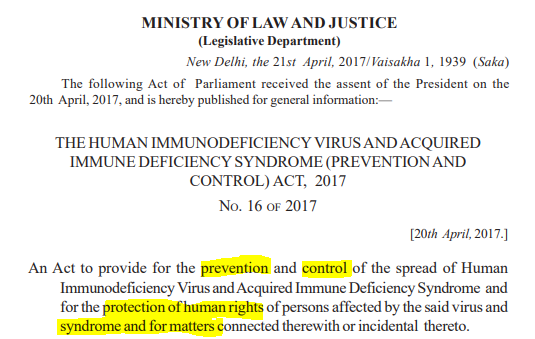 MINISTRY OF LAW AND JUSTICE
(Legislative Department)
New Delhi, the 21st April, 2017/Vaisakha 1, 1939 (Saka)
The following Act of Parliament received the assent of the President on the
20th April, 2017, and is hereby published for general information:—
THE HUMAN IMMUNODEFICIENCY VIRUS AND ACQUIRED
IMMUNE DEFICIENCY SYNDROME (PREVENTION AND
CONTROL) ACT, 2017
NO. 16 OF 2017
[20th April, 2017.]
An Act to provide for the prevention and control of the spread of Human
Immunodeficiency Virus and Acquired Immune Deficiency Syndrome and
for the protection of human rights of persons affected by the said virus and
syndrome and for matters connected therewith or incidental thereto.